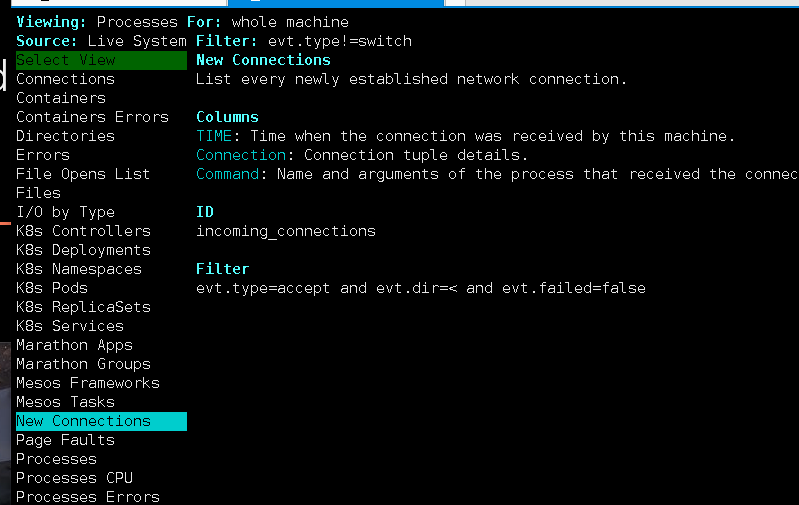 Viewing: Processes For: whole machine
Source: Live System Filter: evt.type!=switch
Select View
Connections
Containers
Containers Errors
Directories
Errors
File Opens List
Files
I/O by Type
K8s Controllers
K8s Deployments
K8s Namespaces
K8s Pods
K8s ReplicaSets
K8s Services
Marathon Apps
Marathon Groups
Mesos Frameworks
Mesos Tasks
New Connections
Page Faults
Processes
Processes CPU
Processes Errors
New Connections
List every newly established network connection.
Columns
TIME: Time when the connection was received by this machine.
Connection: Connection tuple details.
Command: Name and arguments of the process that received the connec
ID
incoming_connections
Filter
evt.type=accept and evt.dir=< and evt.failed=false